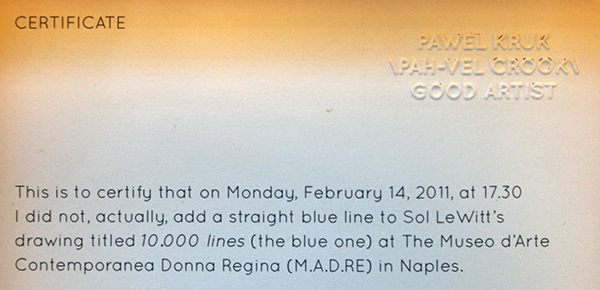 CERTIFICATE
PAWEL KRUK
\PAH-VEL CROOK\
GOOD ARTIST
This is to certify that on Monday, February 14, 2011, at 17.30
I did not, actually, add a straight blue line to Sol LeWitt's
drawing titled 10.000 lines (the blue one) at The Museo d'Arte
Contemporanea Donna Regina (M.A.D.RE) in Naples.